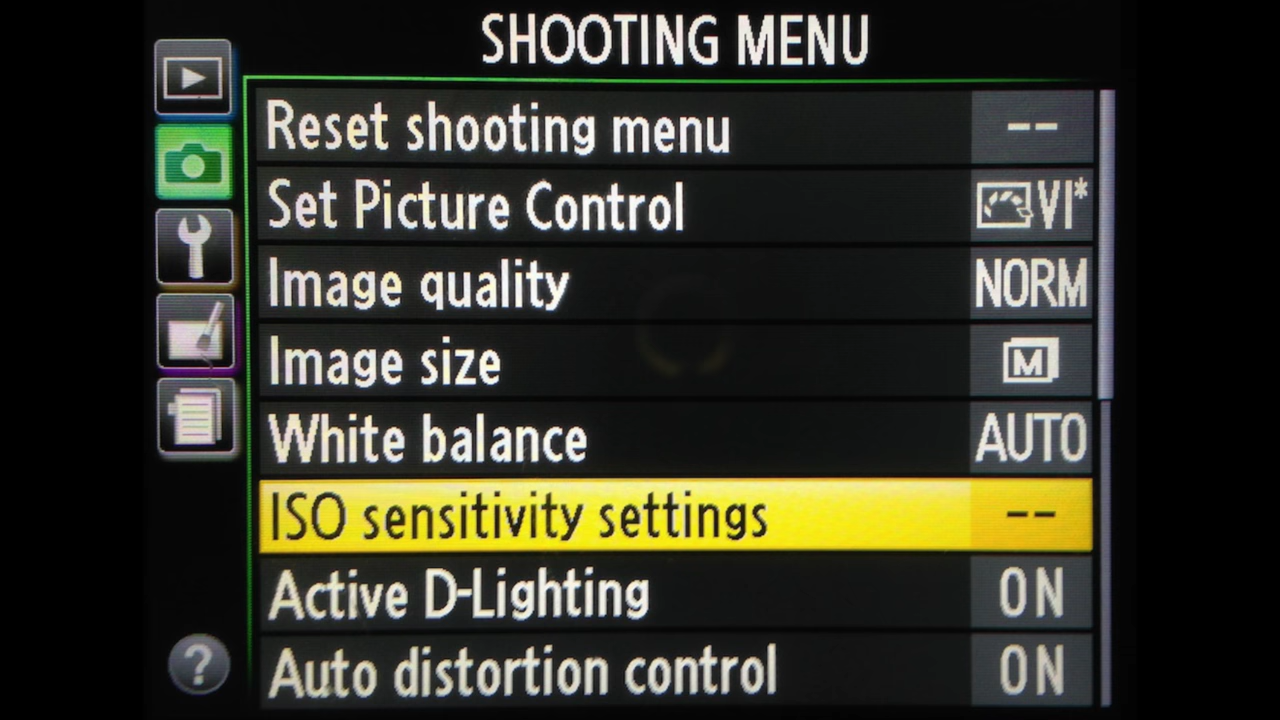 SHOOTING MENU
Reset shooting menu --
Set Picture Control VI*
Image quality NORM
Image size M
White balance AUTO
ISO sensitivity settings --
Active D-Lighting ON
Auto distortion control ON
?